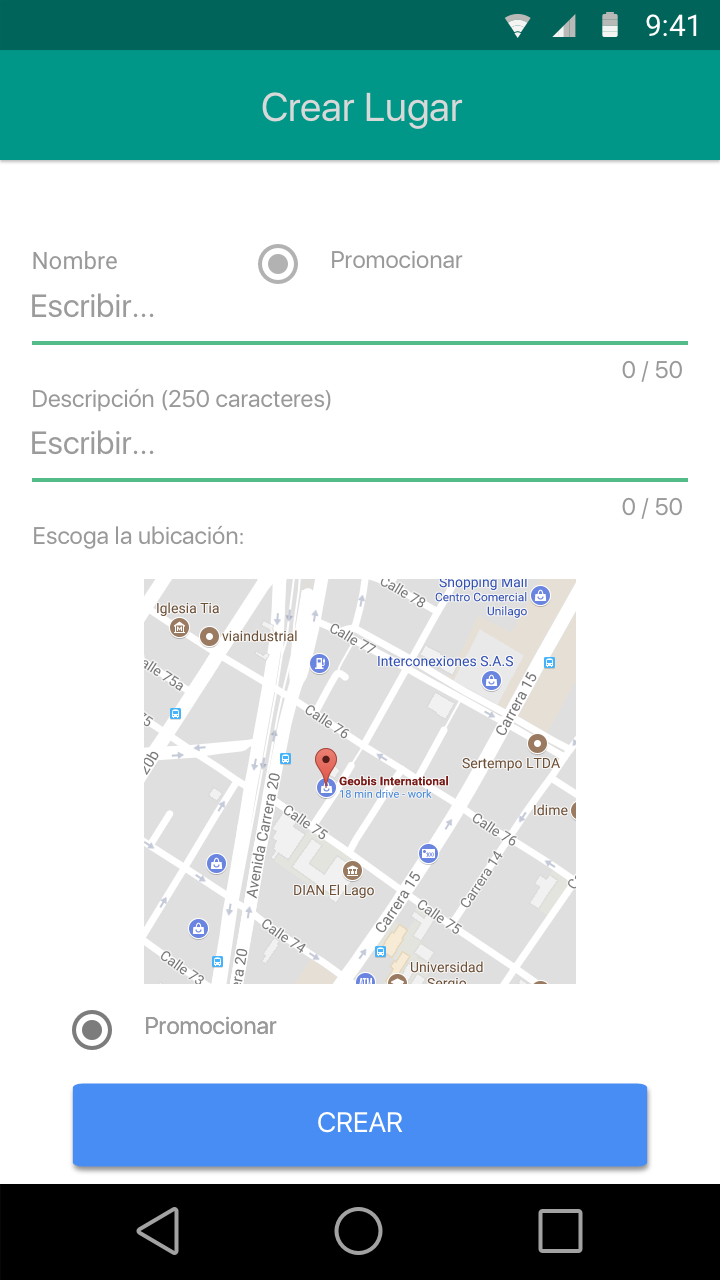 9:41
Crear Lugar
Nombre
Promocionar
Escribir...
0 / 50
Descripción (250 caracteres)
Escribir...
0 / 50
Escoga la ubicación:
Calle 78
Shopping Mall
Centro Comercial
Unilago
Iglesia Tia
viaindustrial
Calle 77
Interconexiones S.A.S
alle 75a
Carrera 15
75
Calle 76
20b
Sertempo LTDA
Geobis International
18 min drive - work
Avenida Carrera 20
Calle 75
Idime
Calle 76
Carrera 14
DIAN El Lago
Carrera 15
Calle 75
Calle 74
Calle 73
era 20
Universidad
Sergio
Promocionar
CREAR